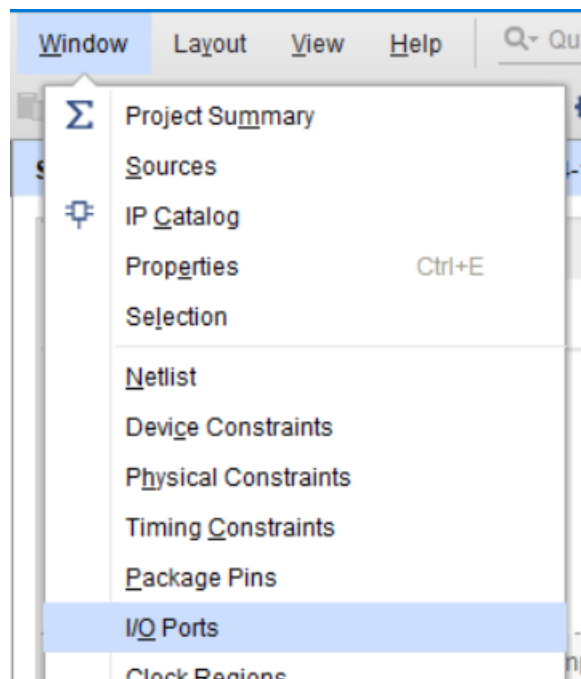 Window Layout View Help Qu
Project Summary
Sources
IP Catalog
Properties Ctrl+E
Selection
Netlist
Device Constraints
Physical Constraints
Timing Constraints
Package Pins
I/O Ports
Clock Regions